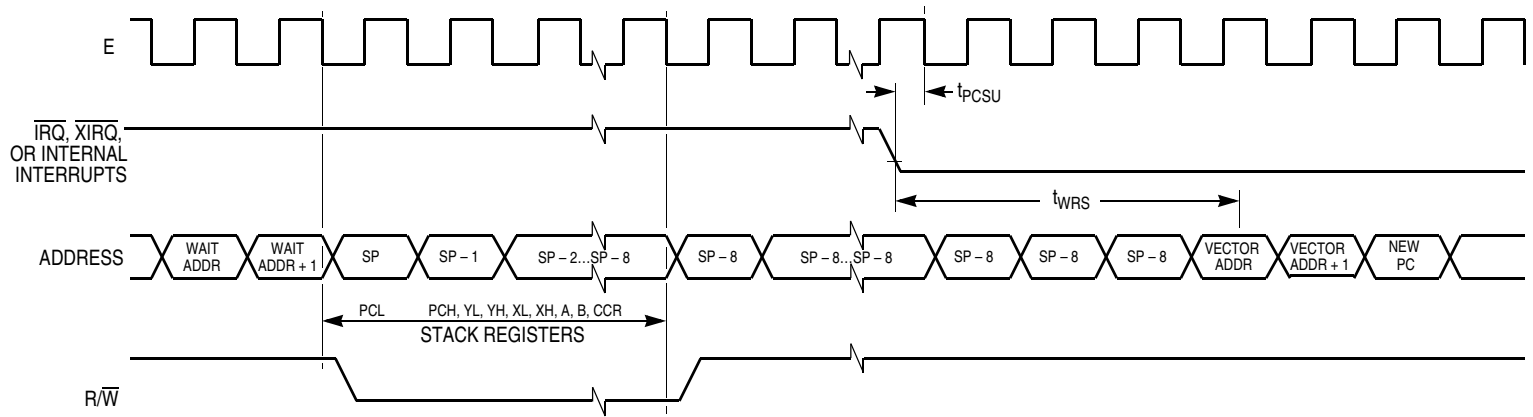 E
tPCSU
IRQ, XIRQ,
OR INTERNAL
INTERRUPTS
tWRS
ADDRESS
WAIT
ADDR
WAIT
ADDR + 1
SP
SP – 1
SP – 2...SP – 8
SP – 8
SP – 8...SP – 8
SP – 8
SP – 8
SP – 8
VECTOR
ADDR
VECTOR
ADDR + 1
NEW
PC
PCL
PCH, YL, YH, XL, XH, A, B, CCR
STACK REGISTERS
R/W